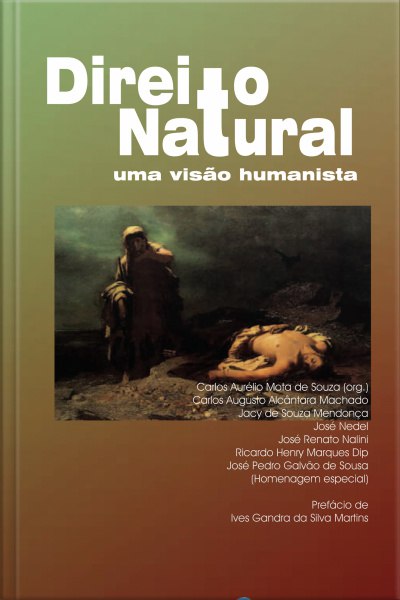 Direito
Natural
uma visão humanista
Carlos Aurélio Mota de Souza (org.)
Carlos Augusto Alcântara Machado
Jacy de Souza Mendonça
José Nedel
José Renato Nalini
Ricardo Henry Marques Dip
José Pedro Galvão de Sousa
(Homenagem especial)
Prefácio de
Ives Gandra da Silva Martins